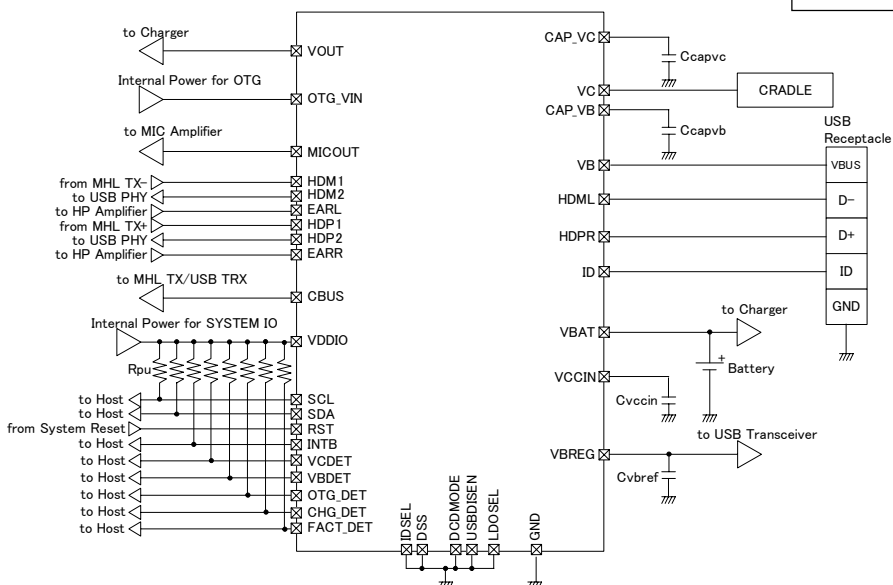 to Charger
VOUT
Internal Power for OTG
OTG_VIN
to MIC Amplifier
MICOUT
from MHL TX-
HDM1
to USB PHY
HDM2
to HP Amplifier
EARL
from MHL TX+
HDP1
to USB PHY
HDP2
to HP Amplifier
EARR
to MHL TX/USB TRX
CBUS
Internal Power for SYSTEM IO
VDDIO
Rpu
to Host
SCL
to Host
SDA
from System Reset
RST
to Host
INTB
to Host
VCDET
to Host
VBDET
to Host
OTG_DET
to Host
CHG_DET
to Host
FACT_DET
IDSEL
DSS
DCDMODE
USBDISEN
LDOSEL
GND
CAP_VC
Ccapvc
VC
CRADLE
CAP_VB
Ccapvb
USB
Receptacle
VB
VBUS
HDML
D-
HDPR
D+
ID
ID
GND
VBAT
to Charger
+
Battery
VCCIN
Cvccin
VBREG
to USB Transceiver
Cvbref